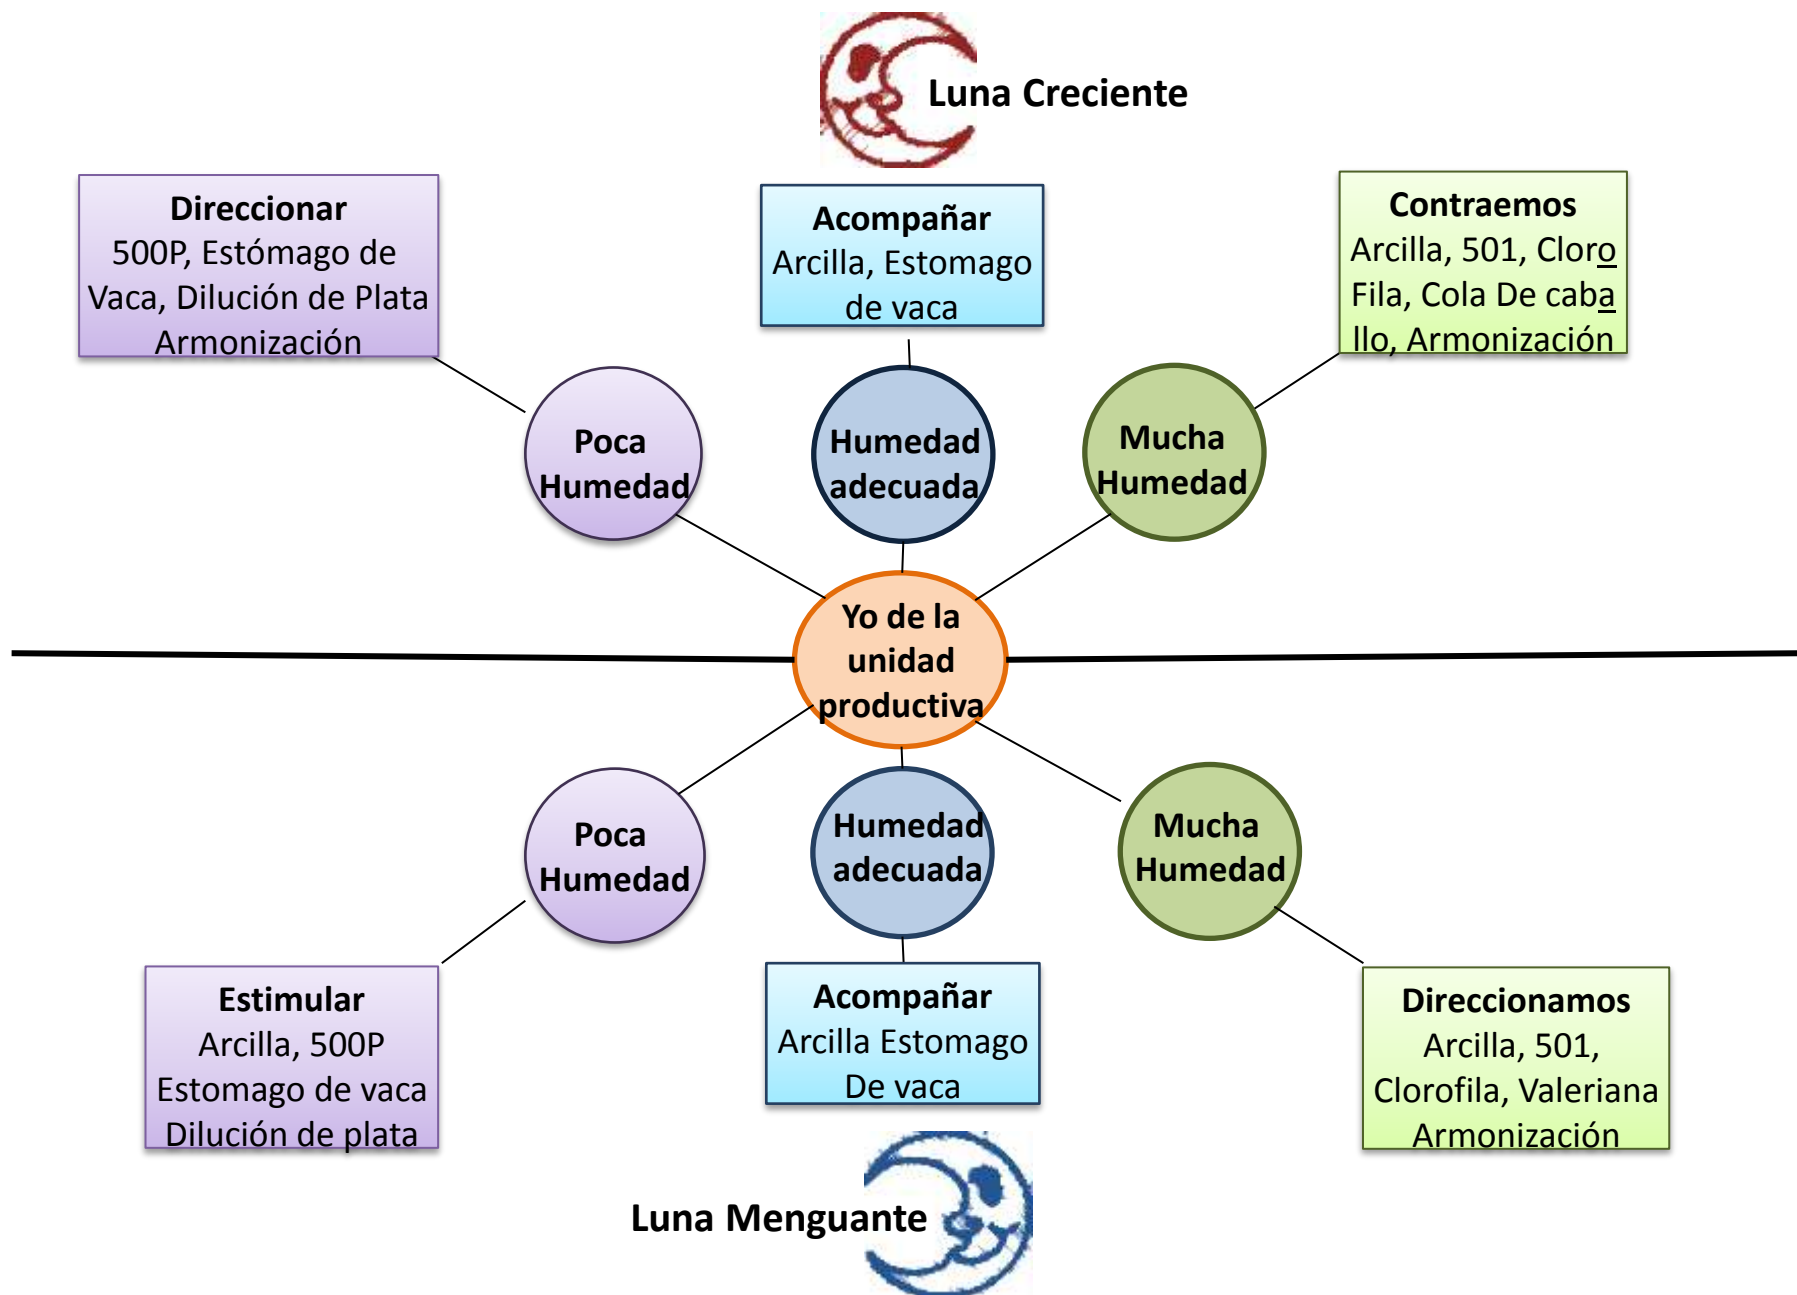 Luna Creciente
Direccionar
500P, Estómago de
Vaca, Dilución de Plata
Armonización
Acompañar
Arcilla, Estomago
de vaca
Contraemos
Arcilla, 501, Cloro
Fila, Cola De caba
llo, Armonización
Poca
Humedad
Humedad
adecuada
Mucha
Humedad
Yo de la
unidad
productiva
Poca
Humedad
Humedad
adecuada
Mucha
Humedad
Estimular
Arcilla, 500P
Estomago de vaca
Dilución de plata
Acompañar
Arcilla Estomago
De vaca
Direccionamos
Arcilla, 501,
Clorofila, Valeriana
Armonización
Luna Menguante